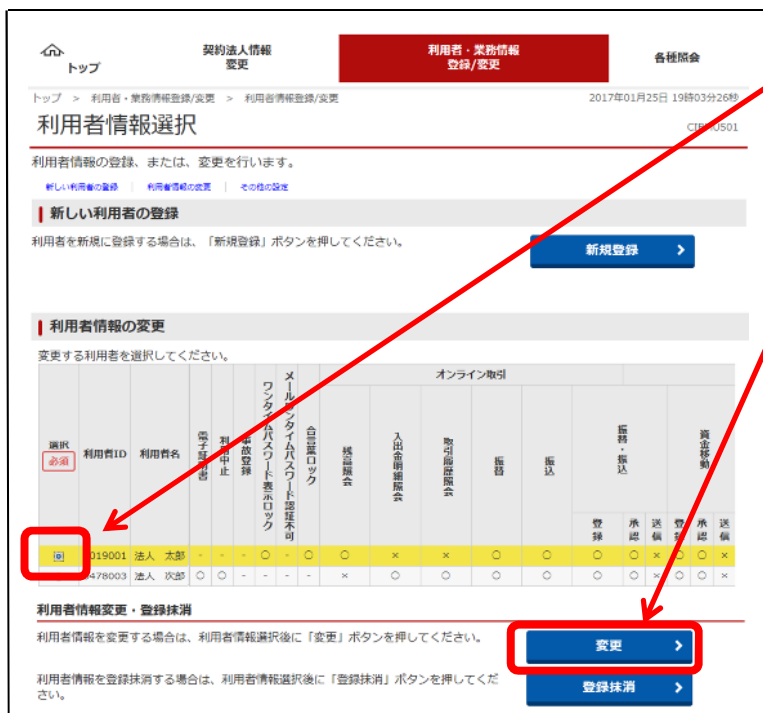 トップ
契約法人情報
変更
利用者・業務情報
登録/変更
各種照会
トップ > 利用者・業務情報登録/変更 > 利用者情報登録/変更
2017年01月25日 19時03分26秒
利用者情報選択
利用者情報の登録、または、変更を行います。
新しい利用者の登録 | 利用者情報の変更 | その他の設定
新しい利用者の登録
利用者を新規に登録する場合は、「新規登録」ボタンを押してください。
新規登録
利用者情報の変更
変更する利用者を選択してください。
選択
必須
利用者ID
利用者名
電子証明書
利用中止
事故登録
ワンタイムパスワード表示ロック
メールワンタイムパスワード認証不可
合言葉ロック
オンライン取引
残高照会
入出金明細照会
取引履歴照会
振替
振込
振替・振込
資金移動
登録 承認 送信 登録 承認 送信
019001 法人 太郎 - - - ○ - ○ ○ × × ○ ○ ○ ○ × ○ ○ ×
9478003 法人 次郎 ○ ○ - - - - × ○ ○ ○ ○ ○ ○ × ○ ○ ×
利用者情報変更・登録抹消
利用者情報を変更する場合は、利用者情報選択後に「変更」ボタンを押してください。
変更
利用者情報を登録抹消する場合は、利用者情報選択後に「登録抹消」ボタンを押してくだ
さい。
登録抹消